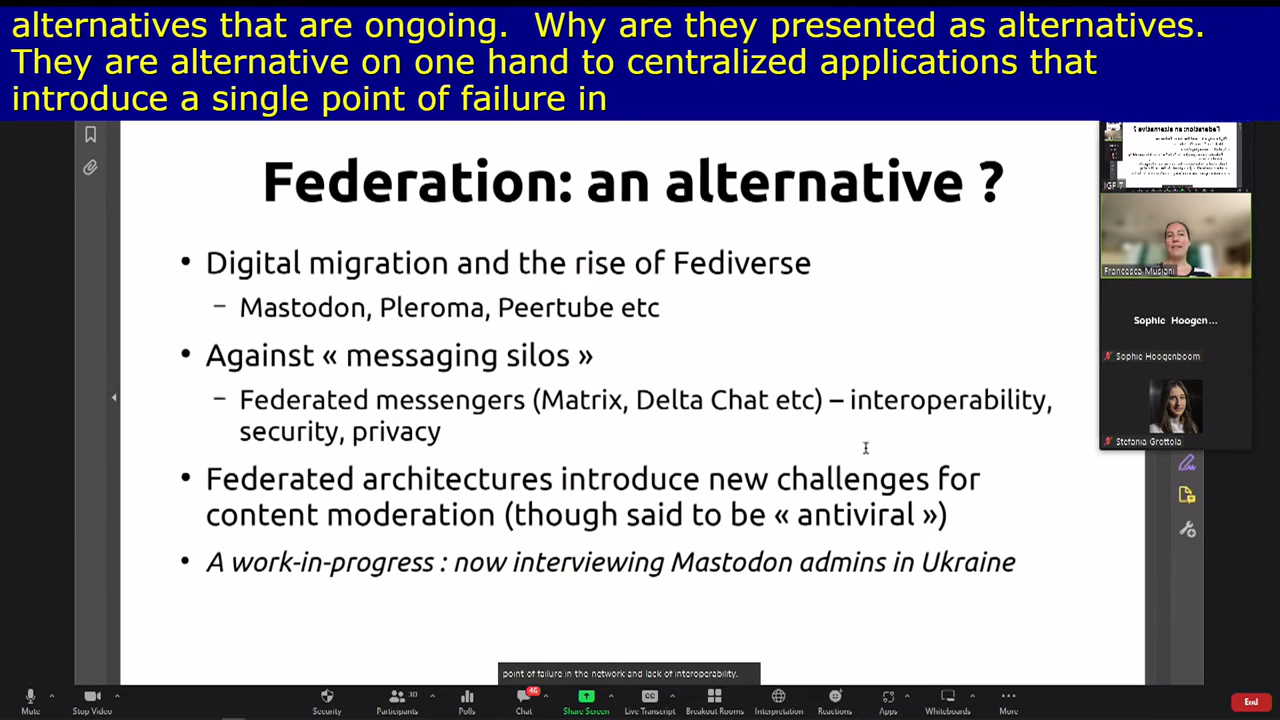 alternatives that are ongoing.  Why are they presented as alternatives.
They are alternative on one hand to centralized applications that
introduce a single point of failure in
Federation: an alternative ?
• Digital migration and the rise of Fediverse
– Mastodon, Pleroma, Peertube etc
• Against « messaging silos »
– Federated messengers (Matrix, Delta Chat etc) – interoperability,
security, privacy
• Federated architectures introduce new challenges for
content moderation (though said to be « antiviral »)
• A work-in-progress : now interviewing Mastodon admins in Ukraine
Francesca Musiani
Sophie Hoogen...
Sophie Hoogenboom
Stefania Grottola
point of failure in the network and lack of interoperability.
Mute
Stop Video
Security
Participants
Polls
Chat
46
Share Screen
Live Transcript
Breakout Rooms
Interpretation
Reactions
Apps
Whiteboards
More
End